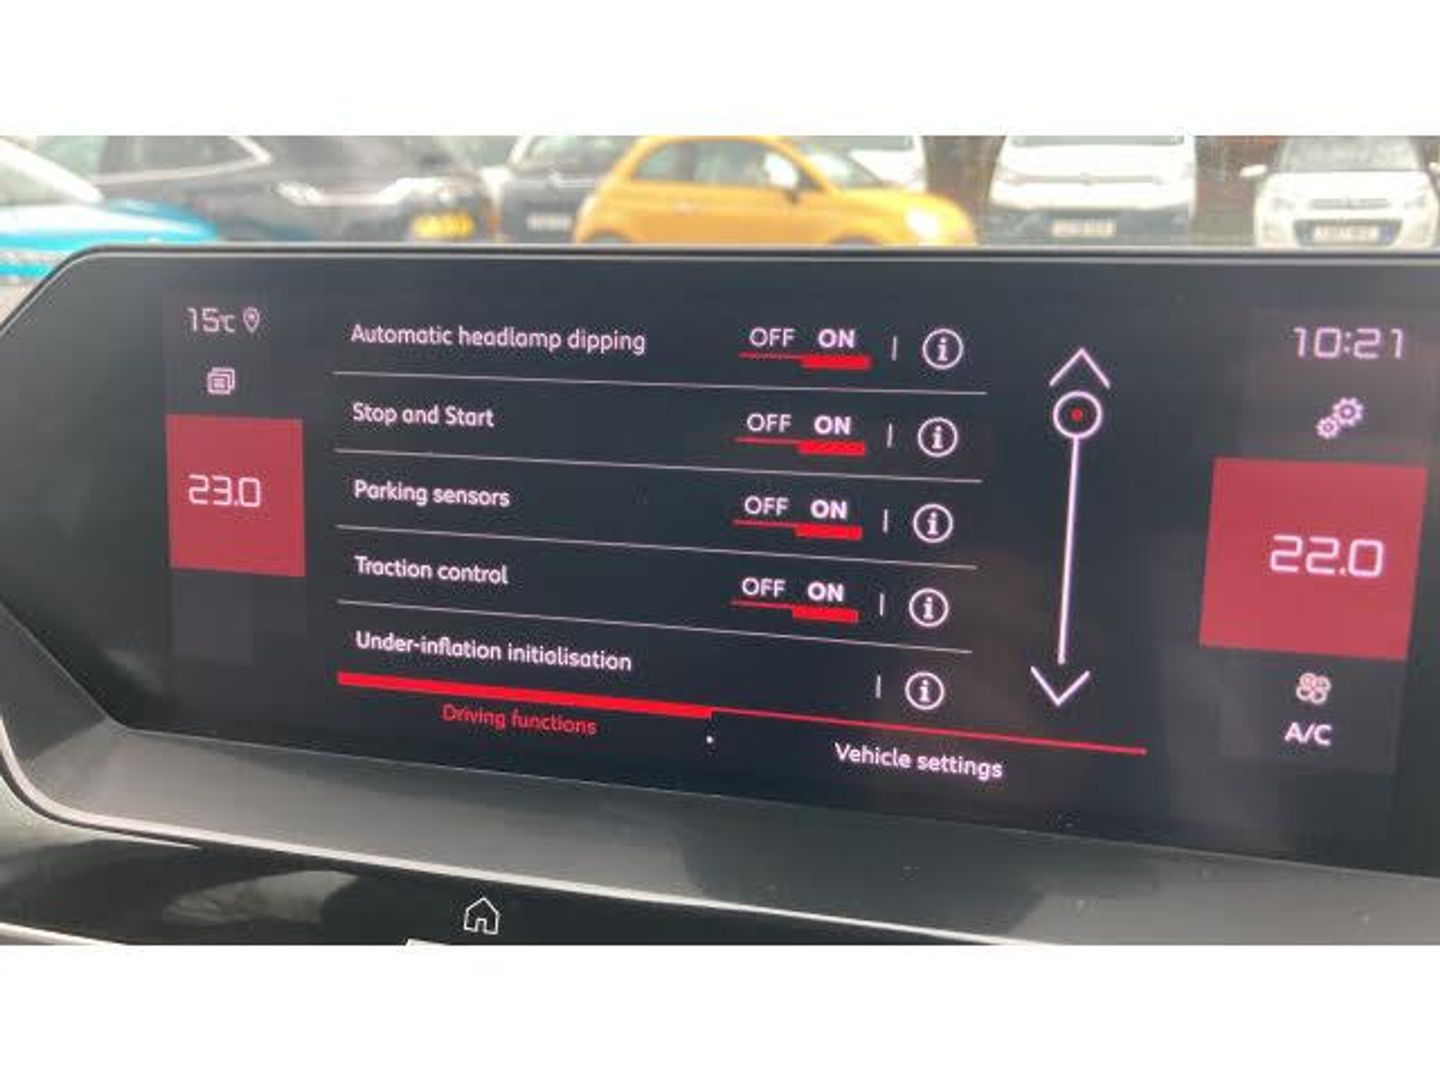 15℃
10:21
Automatic headlamp dipping OFF ON
Stop and Start OFF ON
23.0
Parking sensors OFF ON
22.0
Traction control OFF ON
Under-inflation initialisation
A/C
Driving functions
Vehicle settings